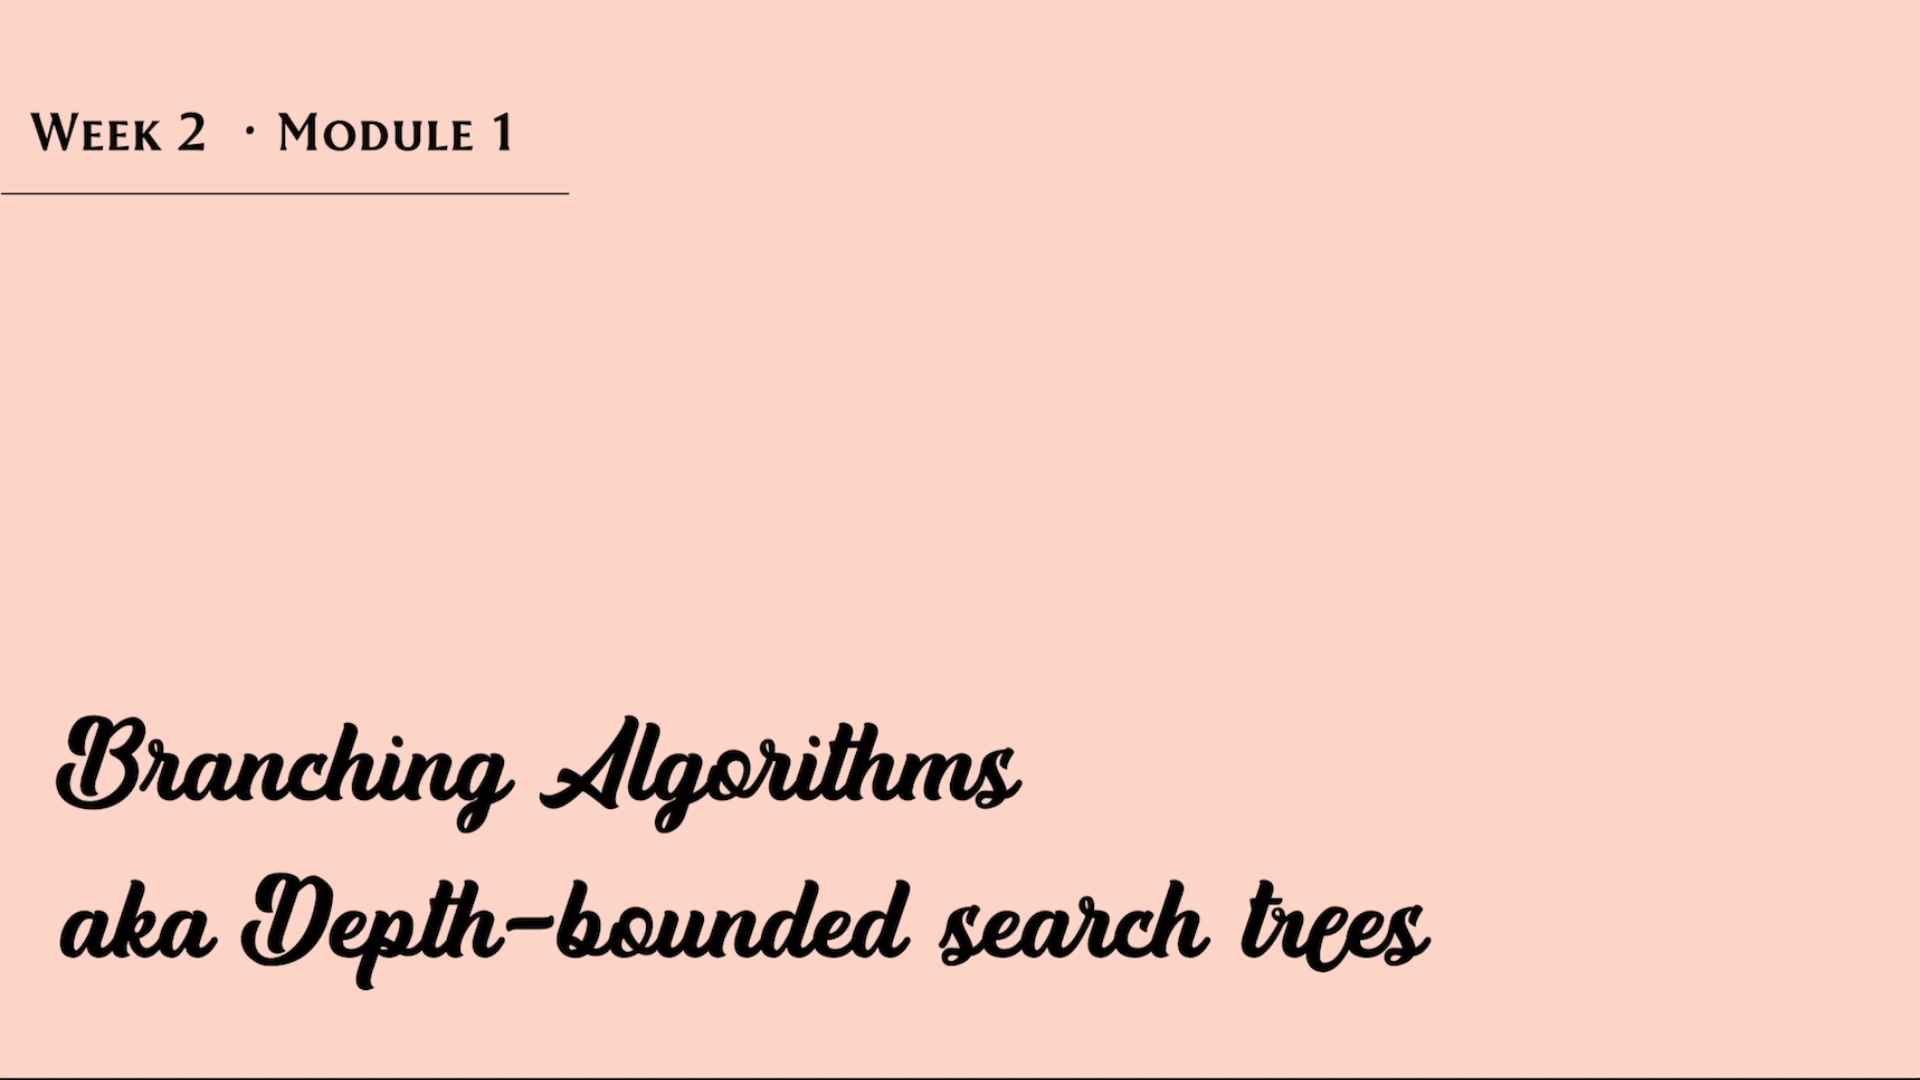 Week 2 · Module 1
Branching Algorithms
aka Depth-bounded search trees